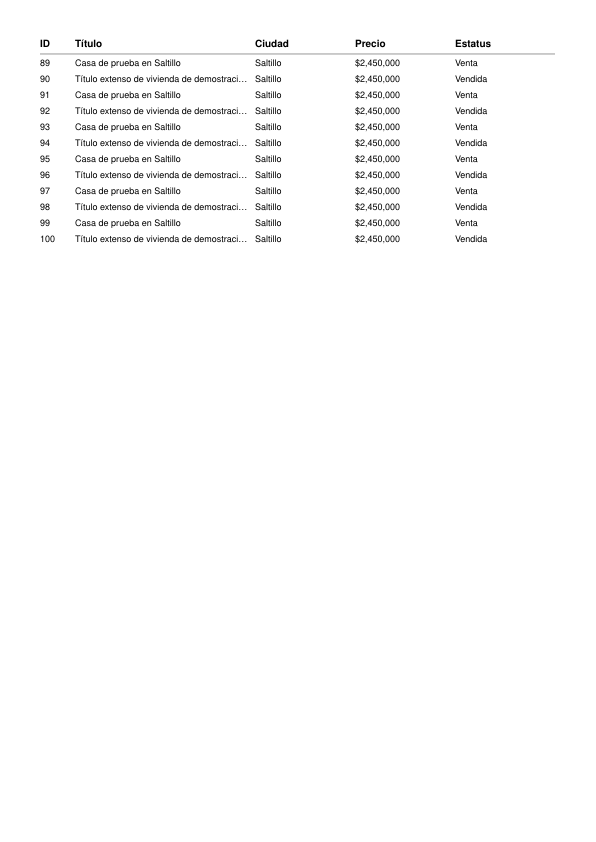 ID Título Ciudad Precio Estatus
89 Casa de prueba en Saltillo Saltillo $2,450,000 Venta
90 Título extenso de vivienda de demostraci… Saltillo $2,450,000 Vendida
91 Casa de prueba en Saltillo Saltillo $2,450,000 Venta
92 Título extenso de vivienda de demostraci… Saltillo $2,450,000 Vendida
93 Casa de prueba en Saltillo Saltillo $2,450,000 Venta
94 Título extenso de vivienda de demostraci… Saltillo $2,450,000 Vendida
95 Casa de prueba en Saltillo Saltillo $2,450,000 Venta
96 Título extenso de vivienda de demostraci… Saltillo $2,450,000 Vendida
97 Casa de prueba en Saltillo Saltillo $2,450,000 Venta
98 Título extenso de vivienda de demostraci… Saltillo $2,450,000 Vendida
99 Casa de prueba en Saltillo Saltillo $2,450,000 Venta
100 Título extenso de vivienda de demostraci… Saltillo $2,450,000 Vendida